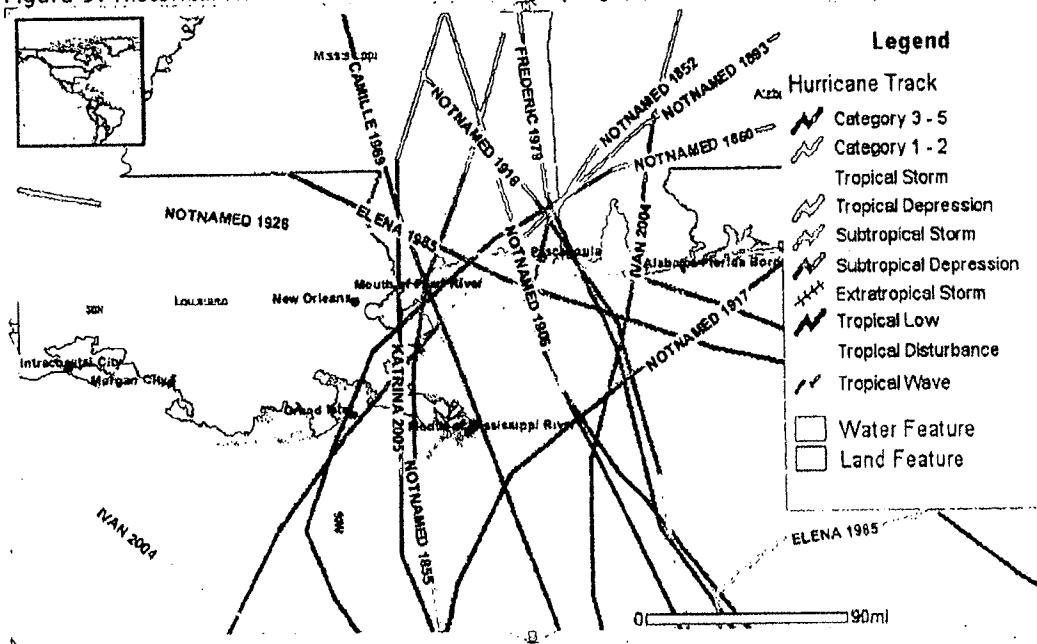 Mississippi
CAMILLE 1969
FREDERIC 1979
NOTNAMED 1852
NOTNAMED 1893
NOTNAMED 1860
NOTNAMED 1916
NOTNAMED 1926
ELENA 1985
NOTNAMED 1906
Pascagoula
IVAN 2004
Alabama-Florida Bord
Mouth of Pearl River
Louisiana
New Orleans
NOTNAMED 1917
Intracoastal City
Morgan City
KATRINA 2005
Grand Isle
Mouth of Mississippi River
NOTNAMED 1855
IVAN 2004
ELENA 1985
0
90mi
Legend
Hurricane Track
Category 3 - 5
Category 1 - 2
Tropical Storm
Tropical Depression
Subtropical Storm
Subtropical Depression
Extratropical Storm
Tropical Low
Tropical Disturbance
Tropical Wave
Water Feature
Land Feature